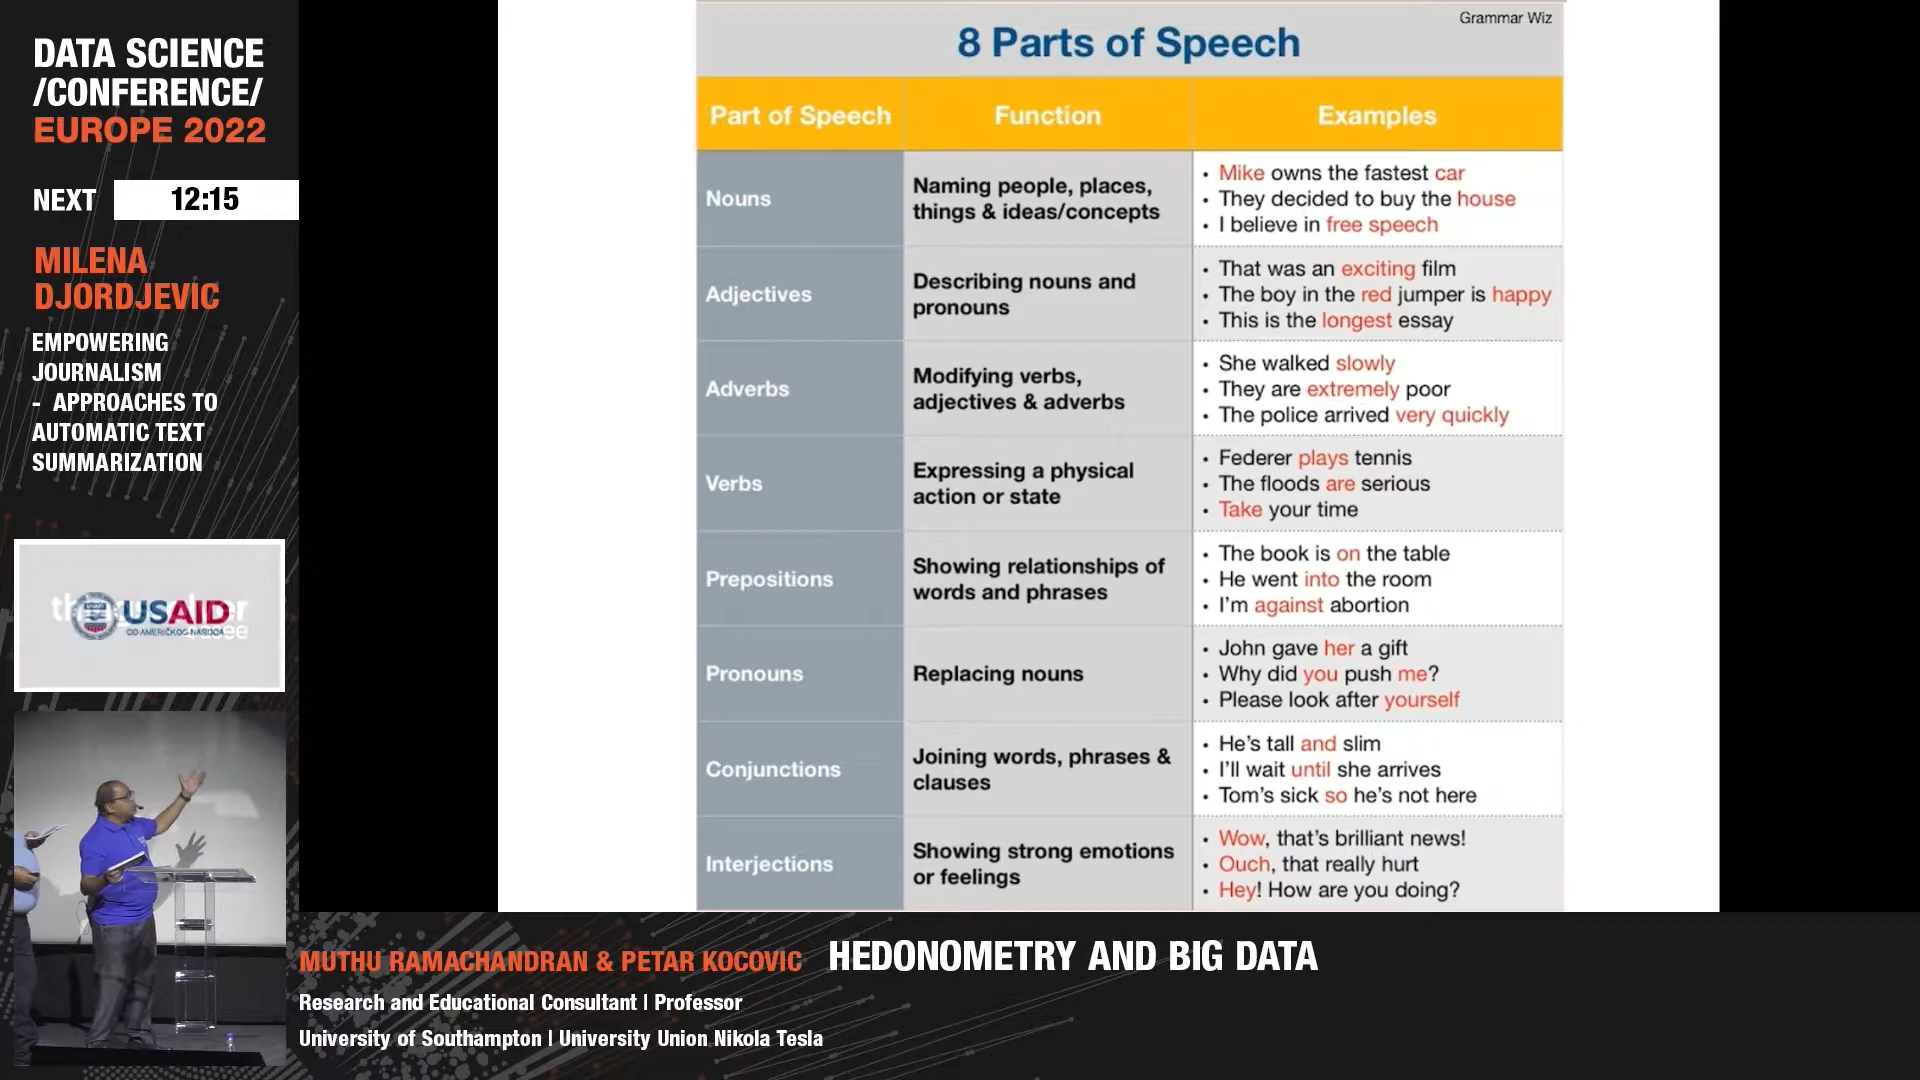 DATA SCIENCE
/CONFERENCE/
EUROPE 2022
NEXT 12:15
MILENA
DJORDJEVIC
EMPOWERING
JOURNALISM
- APPROACHES TO
AUTOMATIC TEXT
SUMMARIZATION
USAID
OD AMERIČKOG NARODA
Grammar Wiz
8 Parts of Speech
Part of Speech Function Examples
Nouns
Naming people, places,
things & ideas/concepts
• Mike owns the fastest car
• They decided to buy the house
• I believe in free speech
Adjectives
Describing nouns and
pronouns
• That was an exciting film
• The boy in the red jumper is happy
• This is the longest essay
Adverbs
Modifying verbs,
adjectives & adverbs
• She walked slowly
• They are extremely poor
• The police arrived very quickly
Verbs
Expressing a physical
action or state
• Federer plays tennis
• The floods are serious
• Take your time
Prepositions
Showing relationships of
words and phrases
• The book is on the table
• He went into the room
• I'm against abortion
Pronouns
Replacing nouns
• John gave her a gift
• Why did you push me?
• Please look after yourself
Conjunctions
Joining words, phrases &
clauses
• He's tall and slim
• I'll wait until she arrives
• Tom's sick so he's not here
Interjections
Showing strong emotions
or feelings
• Wow, that's brilliant news!
• Ouch, that really hurt
• Hey! How are you doing?
MUTHU RAMACHANDRAN & PETAR KOCOVIC HEDONOMETRY AND BIG DATA
Research and Educational Consultant | Professor
University of Southampton | University Union Nikola Tesla